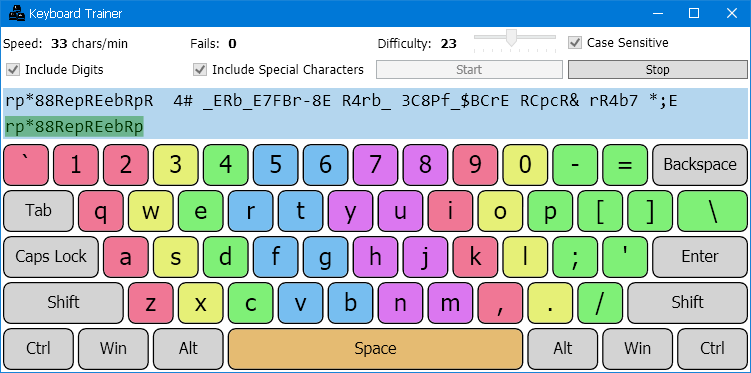 Keyboard Trainer
Speed: 33 chars/min Fails: 0 Difficulty: 23 Case Sensitive
Include Digits Include Special Characters Start Stop
rp*88RepREebRpR  4# _ERb_E7FBr-8E R4rb_ 3C8Pf_$BCrE RCpcR& rR4b7 *;E
rp*88RepREebRp
` 1 2 3 4 5 6 7 8 9 0 - = Backspace
Tab q w e r t y u i o p [ ] \
Caps Lock a s d f g h j k l ; ' Enter
Shift z x c v b n m , . / Shift
Ctrl Win Alt Space Alt Win Ctrl